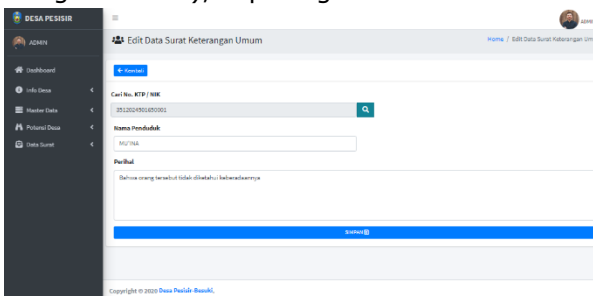 DESA PESISIR
ADMIN
Edit Data Surat Keterangan Umum
Home / Edit Data Surat Keterangan Um
ADMIN
Dashboard
Info Desa
Master Data
Potensi Desa
Data Surat
Kembali
Cari No. KTP / NIK
3512024501650001
Nama Penduduk
MU'INA
Perihal
Bahwa orang tersebut tidak diketahui keberadaannya
SIMPAN
Copyright © 2020 Desa Pesisir-Besuki.